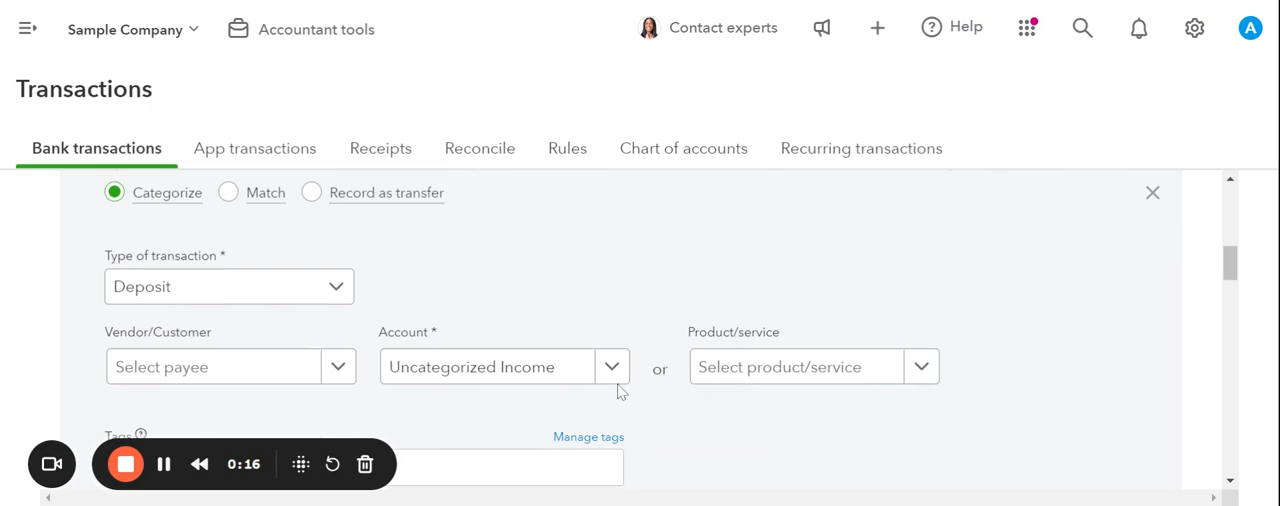 Sample Company
Accountant tools
Contact experts
Help
A
Transactions
Bank transactions
App transactions
Receipts
Reconcile
Rules
Chart of accounts
Recurring transactions
Categorize
Match
Record as transfer
Type of transaction *
Deposit
Vendor/Customer
Account *
Product/service
Select payee
Uncategorized Income
or
Select product/service
Tags
Manage tags
0:16